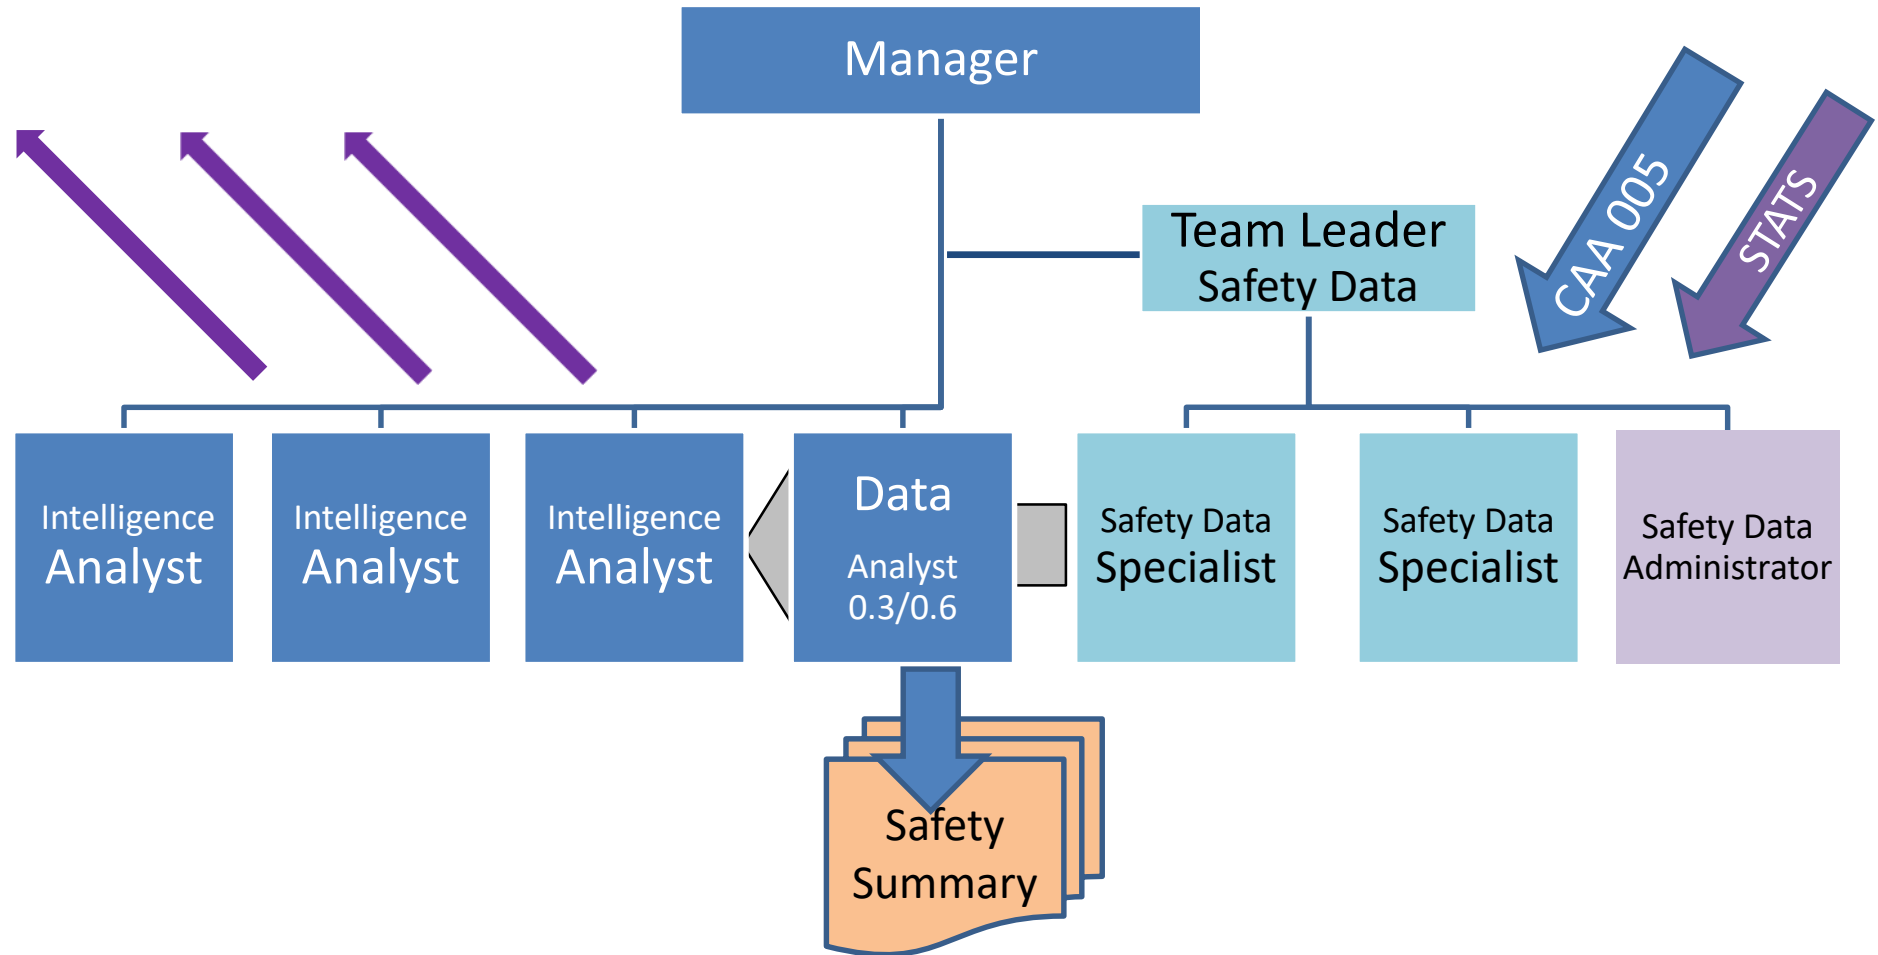 Manager
CAA 005
STATS
Team Leader
Safety Data
Intelligence
Analyst
Intelligence
Analyst
Intelligence
Analyst
Data
Analyst
0.3/0.6
Safety Data
Specialist
Safety Data
Specialist
Safety Data
Administrator
Safety
Summary